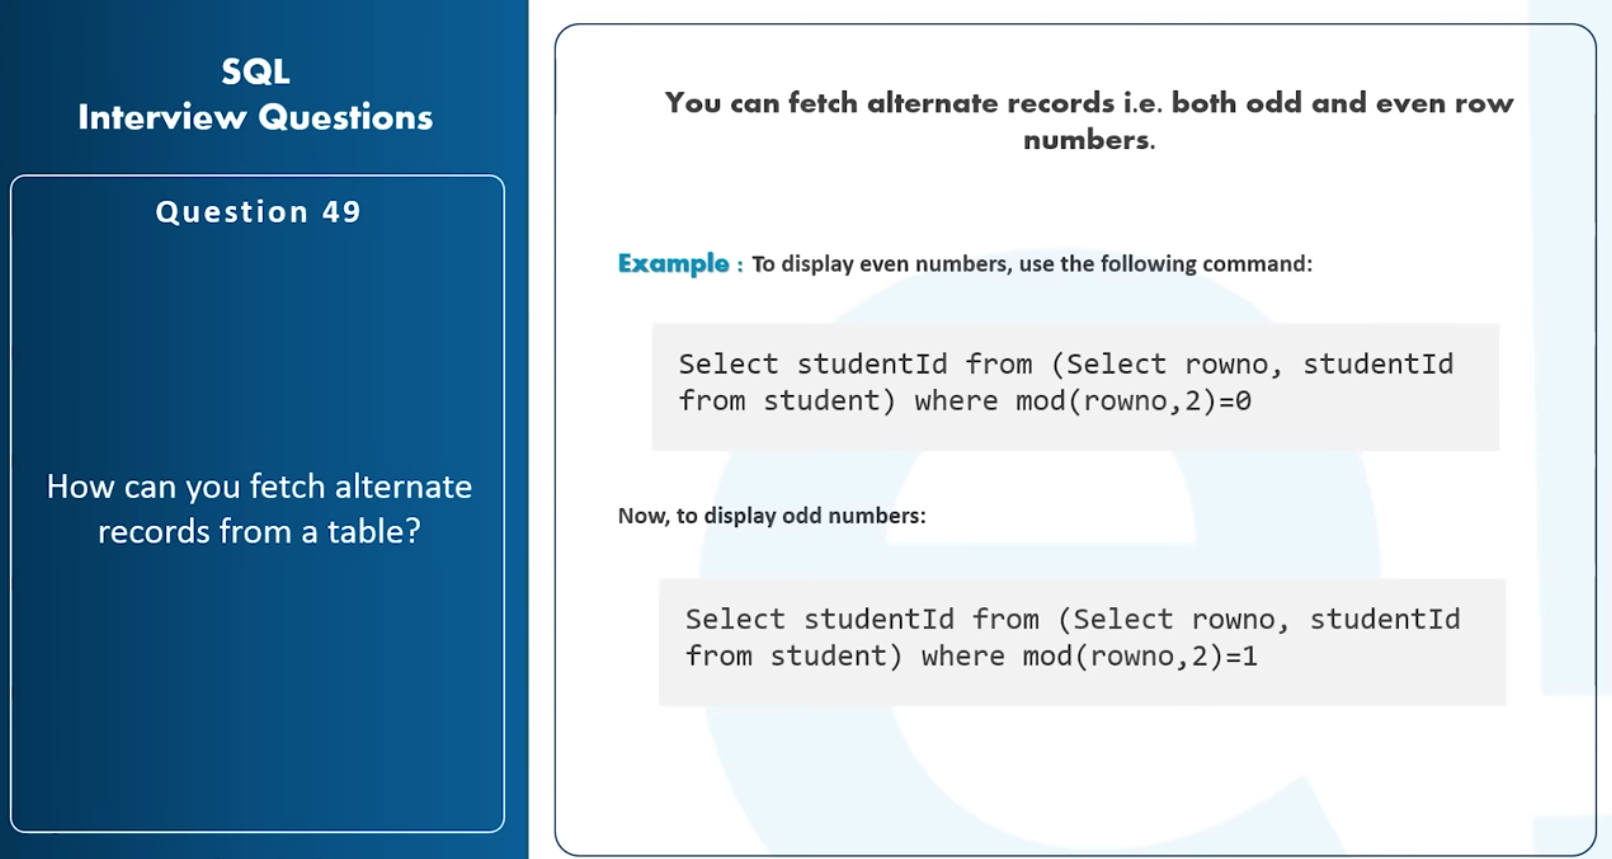 SQL
Interview Questions
Question 49
How can you fetch alternate
records from a table?
You can fetch alternate records i.e. both odd and even row
numbers.
Example : To display even numbers, use the following command:
Select studentId from (Select rowno, studentId
from student) where mod(rowno,2)=0
Now, to display odd numbers:
Select studentId from (Select rowno, studentId
from student) where mod(rowno,2)=1